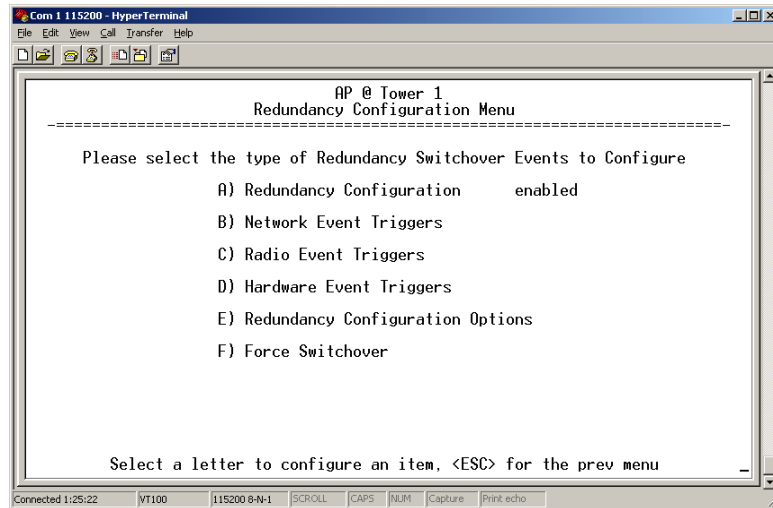 Com 1 115200 - HyperTerminal
File Edit View Call Transfer Help
AP @ Tower 1
Redundancy Configuration Menu
-==========================================================================-
Please select the type of Redundancy Switchover Events to Configure
A) Redundancy Configuration enabled
B) Network Event Triggers
C) Radio Event Triggers
D) Hardware Event Triggers
E) Redundancy Configuration Options
F) Force Switchover
Select a letter to configure an item, <ESC> for the prev menu _
Connected 1:25:22 VT100 115200 8-N-1 SCROLL CAPS NUM Capture Print echo